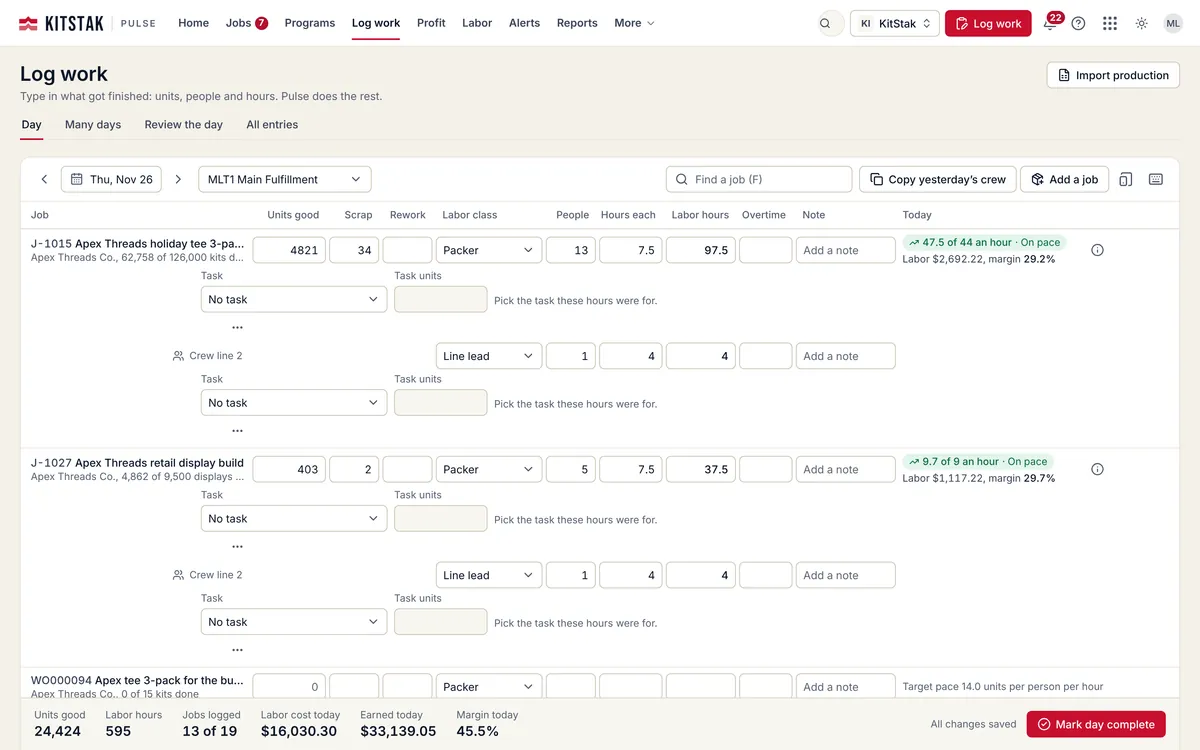 KITSTAK PULSE Home Jobs 7 Programs Log work Profit Labor Alerts Reports More KI KitStak Log work 22 ML
Log work
Import production
Type in what got finished: units, people and hours. Pulse does the rest.
Day Many days Review the day All entries
Thu, Nov 26 MLT1 Main Fulfillment Find a job (F) Copy yesterday's crew Add a job
Job Units good Scrap Rework Labor class People Hours each Labor hours Overtime Note Today
J-1015 Apex Threads holiday tee 3-pa... 4821 34 Packer 13 7.5 97.5 Add a note 47.5 of 44 an hour · On pace
Apex Threads Co., 62,758 of 126,000 kits d... Labor $2,692.22, margin 29.2%
Task Task units
No task Pick the task these hours were for.
...
Crew line 2 Line lead 1 4 4 Add a note
Task Task units
No task Pick the task these hours were for.
...
J-1027 Apex Threads retail display build 403 2 Packer 5 7.5 37.5 Add a note 9.7 of 9 an hour · On pace
Apex Threads Co., 4,862 of 9,500 displays ... Labor $1,117.22, margin 29.7%
Task Task units
No task Pick the task these hours were for.
...
Crew line 2 Line lead 1 4 4 Add a note
Task Task units
No task Pick the task these hours were for.
...
WO000094 Apex tee 3-pack for the bu... 0 Packer Add a note Target pace 14.0 units per person per hour
Apex Threads Co., 0 of 15 kits done
Units good Labor hours Jobs logged Labor cost today Earned today Margin today
24,424 595 13 of 19 $16,030.30 $33,139.05 45.5%
All changes saved Mark day complete